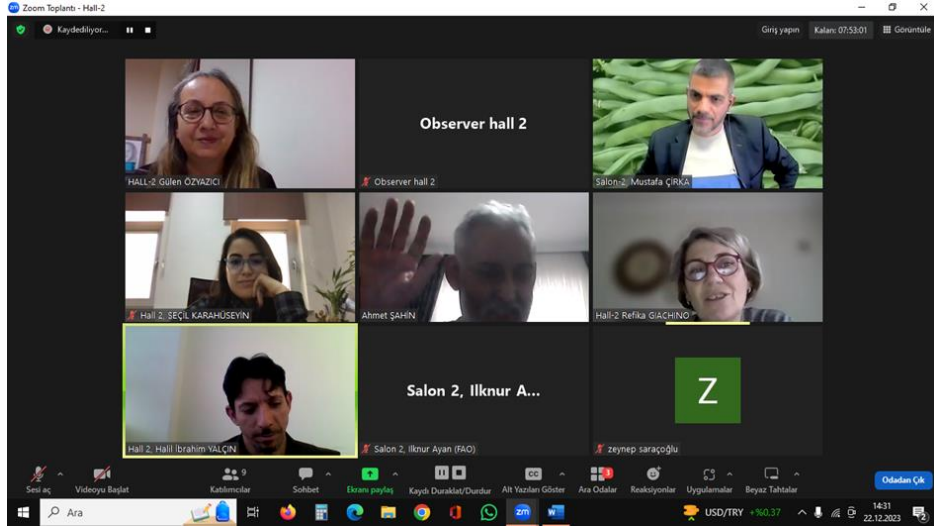 zm Zoom Toplantı - Hall-2
Kaydediliyor...
Giriş yapın
Kalan: 07:53:01
Görüntüle
HALL-2 Gülen ÖZYAZICI
Observer hall 2
Observer hall 2
Salon-2 Mustafa ÇIRKA
Hall 2, SEÇİL KARAHÜSEYİN
Ahmet ŞAHİN
Hall-2 Refika GIACHINO
Hall 2, Halil İbrahim YALÇIN
Salon 2, Ilknur A...
Salon 2, Ilknur Ayan (FAO)
Z
zeynep saraçoğlu
Sesi aç
Videoyu Başlat
9
Katılımcılar
Sohbet
Ekranı paylaş
Kaydı Duraklat/Durdur
CC
Alt Yazıları Göster
3
Ara Odalar
Reaksiyonlar
Uygulamalar
Beyaz Tahtalar
Odadan Çık
Ara
zm
USD/TRY +%0.37
14:31
22.12.2023
2